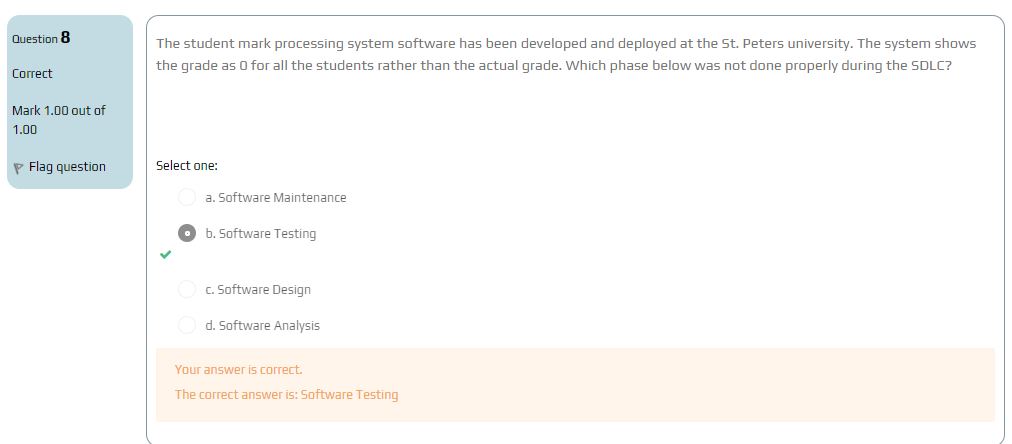 Question 8
Correct
Mark 1.00 out of
1.00
Flag question
The student mark processing system software has been developed and deployed at the St. Peters university. The system shows
the grade as 0 for all the students rather than the actual grade. Which phase below was not done properly during the SDLC?
Select one:
a. Software Maintenance
b. Software Testing
c. Software Design
d. Software Analysis
Your answer is correct.
The correct answer is: Software Testing